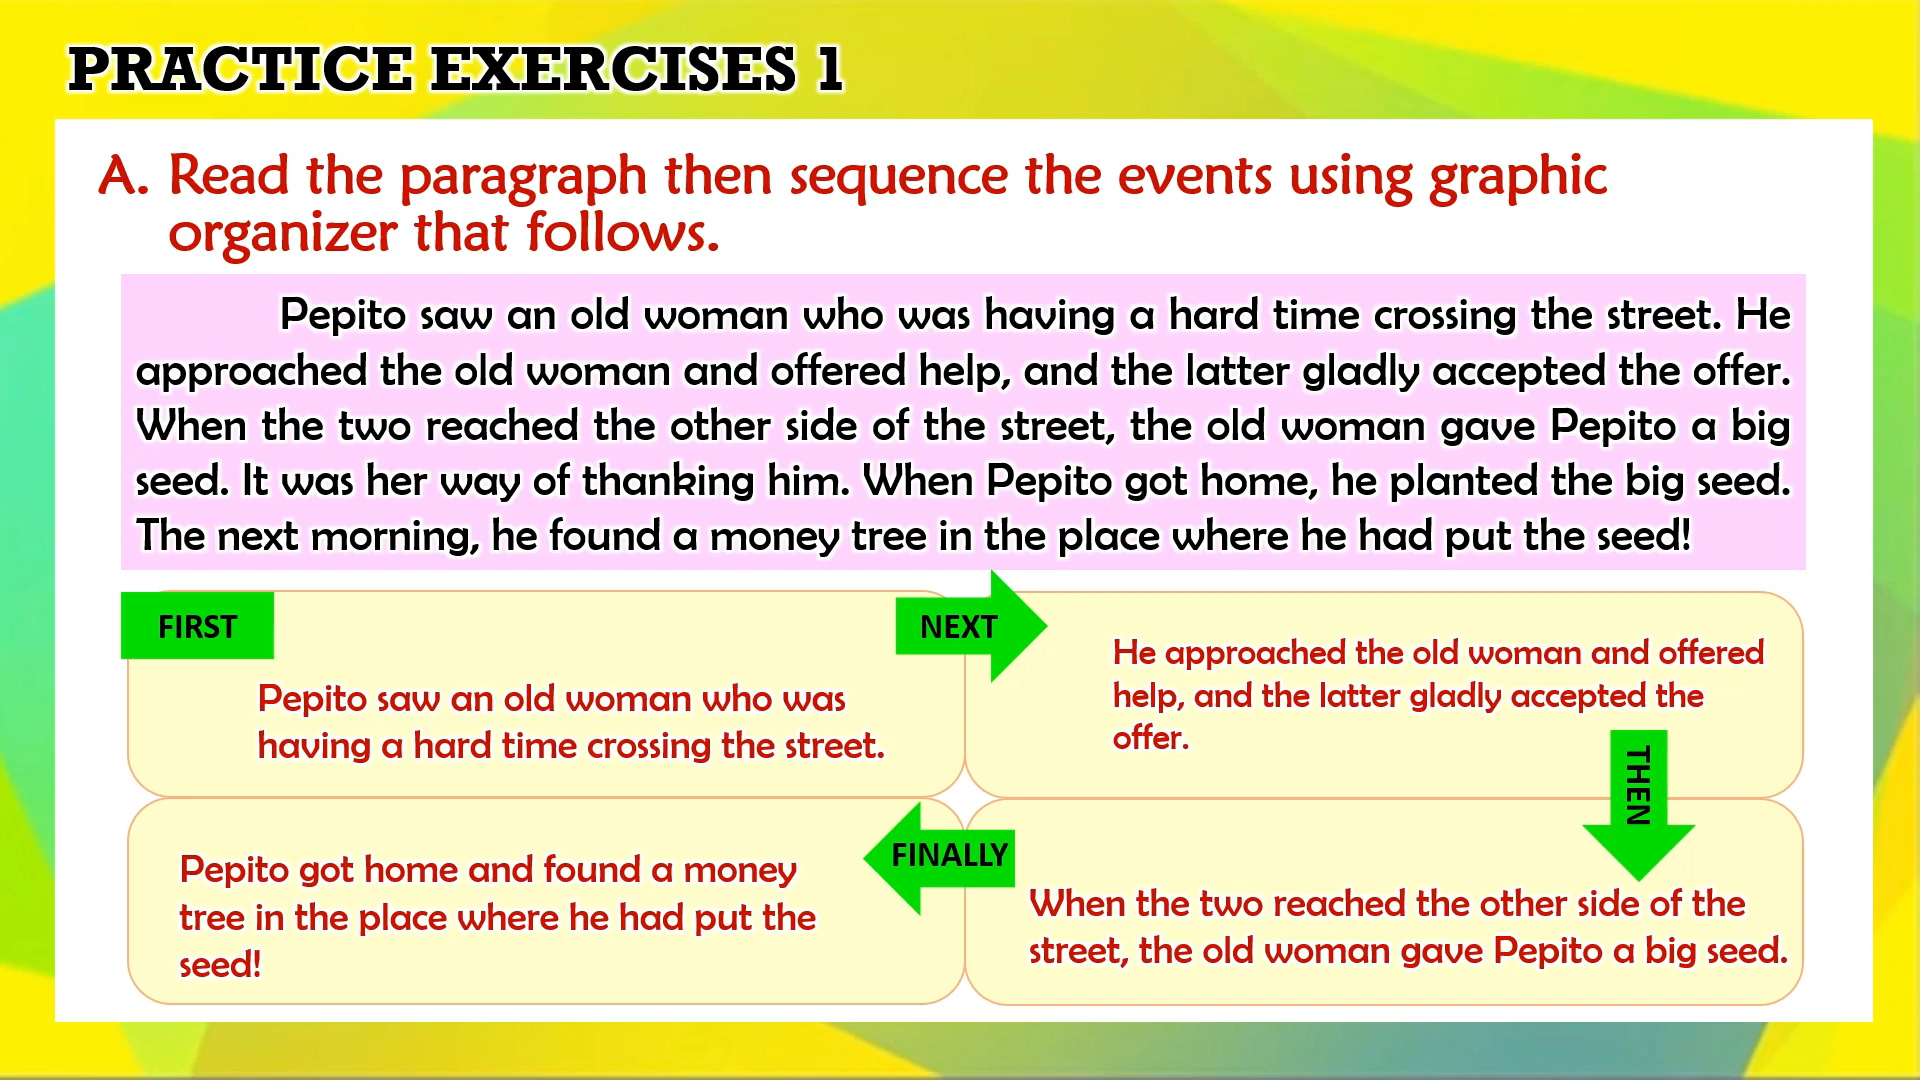 PRACTICE EXERCISES 1
A. Read the paragraph then sequence the events using graphic
organizer that follows.
Pepito saw an old woman who was having a hard time crossing the street. He
approached the old woman and offered help, and the latter gladly accepted the offer.
When the two reached the other side of the street, the old woman gave Pepito a big
seed. It was her way of thanking him. When Pepito got home, he planted the big seed.
The next morning, he found a money tree in the place where he had put the seed!
FIRST
Pepito saw an old woman who was
having a hard time crossing the street.
NEXT
He approached the old woman and offered
help, and the latter gladly accepted the
offer.
THEN
When the two reached the other side of the
street, the old woman gave Pepito a big seed.
FINALLY
Pepito got home and found a money
tree in the place where he had put the
seed!